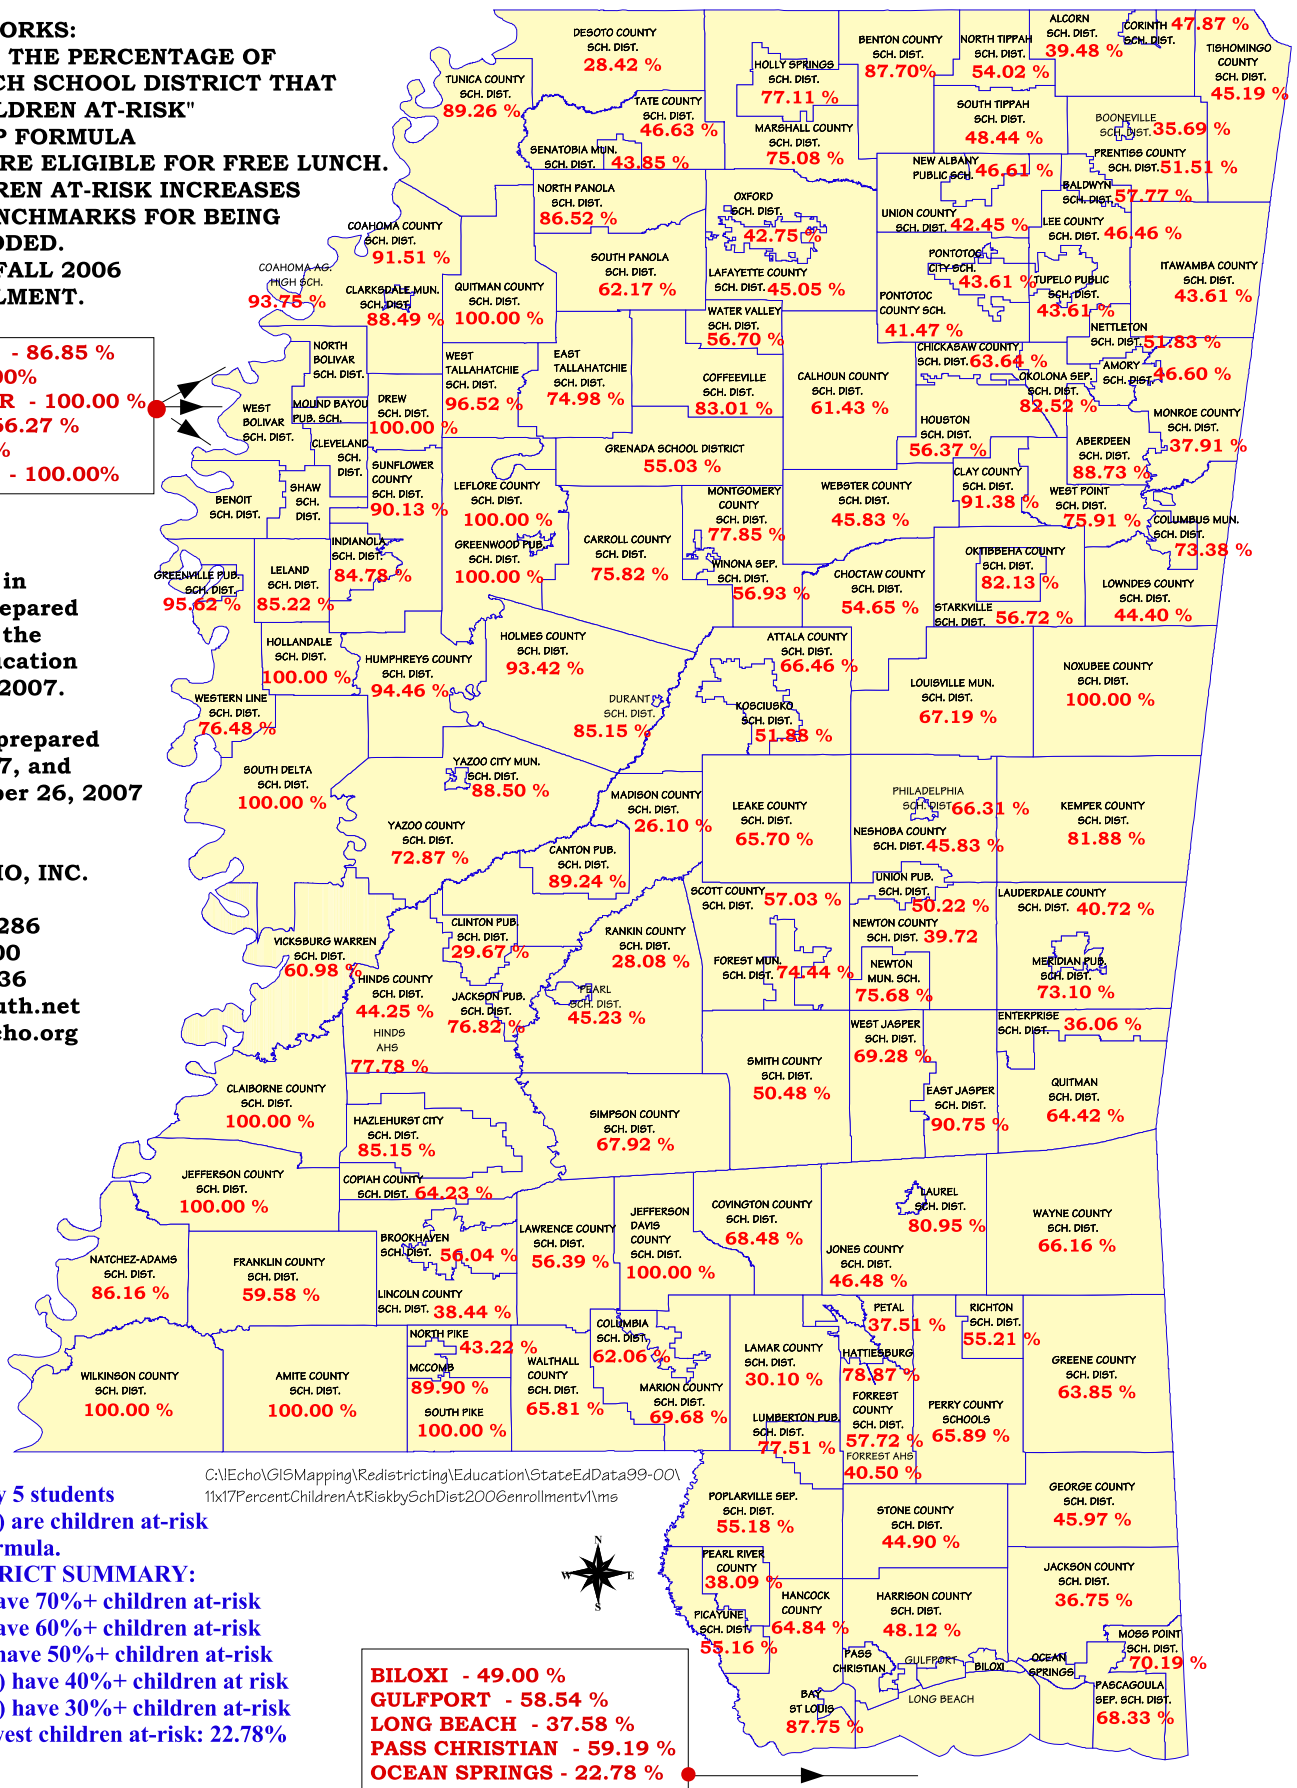 ORKS:
THE PERCENTAGE OF
CH SCHOOL DISTRICT THAT
LDREN AT-RISK"
P FORMULA
RE ELIGIBLE FOR FREE LUNCH.
REN AT-RISK INCREASES
NCHMARKS FOR BEING
ODED.
FALL 2006
LMENT.
- 86.85 %
00%
R - 100.00 %
56.27 %
%
- 100.00%
in
epared
the
ucation
2007.
prepared
7, and
ber 26, 2007
HO, INC.
286
00
36
uth.net
cho.org
DESOTO COUNTY
SCH. DIST.
28.42 %
TUNICA COUNTY
SCH. DIST.
89.26 %
TATE COUNTY
SCH. DIST.
46.63 %
SENATOBIA MUN.
SCH. DIST.
43.85 %
HOLLY SPRINGS
SCH. DIST.
77.11 %
MARSHALL COUNTY
SCH. DIST.
75.08 %
BENTON COUNTY
SCH. DIST.
87.70%
NORTH TIPPAH
SCH. DIST.
54.02 %
ALCORN
SCH. DIST.
39.48 %
CORINTH
SCH. DIST.
47.87 %
TISHOMINGO
COUNTY
SCH. DIST.
45.19 %
SOUTH TIPPAH
SCH. DIST.
48.44 %
BOONEVILLE
SCH. DIST.
35.69 %
PRENTISS COUNTY
SCH. DIST.
51.51 %
NEW ALBANY
PUBLIC SCH.
46.61 %
BALDWYN
SCH. DIST.
57.77 %
UNION COUNTY
SCH. DIST.
42.45 %
LEE COUNTY
SCH. DIST.
46.46 %
NORTH PANOLA
SCH. DIST.
86.52 %
OXFORD
SCH. DIST.
42.75 %
COAHOMA COUNTY
SCH. DIST.
91.51 %
COAHOMA AG.
HIGH SCH.
93.75 %
CLARKSDALE MUN.
SCH. DIST.
88.49 %
QUITMAN COUNTY
SCH. DIST.
100.00 %
SOUTH PANOLA
SCH. DIST.
62.17 %
LAFAYETTE COUNTY
SCH. DIST.
45.05 %
PONTOTOC
CITY SCH.
43.61 %
TUPELO PUBLIC
SCH. DIST.
43.61 %
ITAWAMBA COUNTY
SCH. DIST.
43.61 %
PONTOTOC
COUNTY SCH.
41.47 %
WATER VALLEY
SCH. DIST.
56.70 %
NETTLETON
SCH. DIST.
51.83 %
NORTH
BOLIVAR
SCH. DIST.
WEST
TALLAHATCHIE
SCH. DIST.
96.52 %
EAST
TALLAHATCHIE
SCH. DIST.
74.98 %
COFFEEVILLE
SCH. DIST.
83.01 %
CALHOUN COUNTY
SCH. DIST.
61.43 %
CHICKASAW COUNTY
SCH. DIST.
63.64 %
OKOLONA SEP.
SCH. DIST.
82.52 %
AMORY
SCH. DIST.
46.60 %
WEST
BOLIVAR
SCH. DIST.
MOUND BAYOU
PUB. SCH.
DREW
SCH. DIST.
100.00 %
CLEVELAND
SCH.
DIST.
HOUSTON
SCH. DIST.
56.37 %
MONROE COUNTY
SCH. DIST.
37.91 %
ABERDEEN
SCH. DIST.
88.73 %
GRENADA SCHOOL DISTRICT
55.03 %
SUNFLOWER
COUNTY
SCH. DIST.
90.13 %
BENOIT
SCH. DIST.
SHAW
SCH.
DIST.
LEFLORE COUNTY
SCH. DIST.
100.00 %
MONTGOMERY
COUNTY
SCH. DIST.
77.85 %
WEBSTER COUNTY
SCH. DIST.
45.83 %
CLAY COUNTY
SCH. DIST.
91.38 %
WEST POINT
SCH. DIST.
75.91 %
COLUMBUS MUN.
SCH. DIST.
73.38 %
INDIANOLA
SCH. DIST.
84.78 %
GREENWOOD PUB.
SCH. DIST.
100.00 %
CARROLL COUNTY
SCH. DIST.
75.82 %
WINONA SEP.
SCH. DIST.
56.93 %
CHOCTAW COUNTY
SCH. DIST.
54.65 %
OKTIBBEHA COUNTY
SCH. DIST.
82.13 %
STARKVILLE
SCH. DIST.
56.72 %
LOWNDES COUNTY
SCH. DIST.
44.40 %
GREENVILLE PUB.
SCH. DIST.
95.62 %
LELAND
SCH. DIST.
85.22 %
HOLLANDALE
SCH. DIST.
100.00 %
HUMPHREYS COUNTY
SCH. DIST.
94.46 %
HOLMES COUNTY
SCH. DIST.
93.42 %
ATTALA COUNTY
SCH. DIST.
66.46 %
LOUISVILLE MUN.
SCH. DIST.
67.19 %
NOXUBEE COUNTY
SCH. DIST.
100.00 %
WESTERN LINE
SCH. DIST.
76.48 %
DURANT
SCH. DIST.
85.15 %
KOSCIUSKO
SCH. DIST.
51.88 %
SOUTH DELTA
SCH. DIST.
100.00 %
YAZOO CITY MUN.
SCH. DIST.
88.50 %
YAZOO COUNTY
SCH. DIST.
72.87 %
MADISON COUNTY
SCH. DIST.
26.10 %
LEAKE COUNTY
SCH. DIST.
65.70 %
PHILADELPHIA
SCH. DIST.
66.31 %
NESHOBA COUNTY
SCH. DIST.
45.83 %
KEMPER COUNTY
SCH. DIST.
81.88 %
CANTON PUB.
SCH. DIST.
89.24 %
UNION PUB.
SCH. DIST.
50.22 %
LAUDERDALE COUNTY
SCH. DIST.
40.72 %
SCOTT COUNTY
SCH. DIST.
57.03 %
NEWTON COUNTY
SCH. DIST.
39.72
VICKSBURG WARREN
SCH. DIST.
60.98 %
CLINTON PUB.
SCH. DIST.
29.67 %
RANKIN COUNTY
SCH. DIST.
28.08 %
FOREST MUN.
SCH. DIST.
74.44 %
NEWTON
MUN. SCH.
75.68 %
MERIDIAN PUB.
SCH. DIST.
73.10 %
HINDS COUNTY
SCH. DIST.
44.25 %
JACKSON PUB.
SCH. DIST.
76.82 %
PEARL
SCH. DIST.
45.23 %
HINDS
AHS
77.78 %
WEST JASPER
SCH. DIST.
69.28 %
ENTERPRISE
SCH. DIST.
36.06 %
SMITH COUNTY
SCH. DIST.
50.48 %
EAST JASPER
SCH. DIST.
90.75 %
QUITMAN
SCH. DIST.
64.42 %
CLAIBORNE COUNTY
SCH. DIST.
100.00 %
HAZLEHURST CITY
SCH. DIST.
85.15 %
SIMPSON COUNTY
SCH. DIST.
67.92 %
JEFFERSON COUNTY
SCH. DIST.
100.00 %
COPIAH COUNTY
SCH. DIST.
64.23 %
BROOKHAVEN
SCH. DIST.
56.04 %
LAWRENCE COUNTY
SCH. DIST.
56.39 %
JEFFERSON
DAVIS
COUNTY
SCH. DIST.
100.00 %
COVINGTON COUNTY
SCH. DIST.
68.48 %
LAUREL
SCH. DIST.
80.95 %
JONES COUNTY
SCH. DIST.
46.48 %
WAYNE COUNTY
SCH. DIST.
66.16 %
NATCHEZ-ADAMS
SCH. DIST.
86.16 %
FRANKLIN COUNTY
SCH. DIST.
59.58 %
LINCOLN COUNTY
SCH. DIST.
38.44 %
NORTH PIKE
43.22 %
COLUMBIA
SCH. DIST.
62.06 %
PETAL
SCH. DIST.
37.51 %
RICHTON
SCH. DIST.
55.21 %
WILKINSON COUNTY
SCH. DIST.
100.00 %
AMITE COUNTY
SCH. DIST.
100.00 %
MCCOMB
89.90 %
SOUTH PIKE
100.00 %
WALTHALL
COUNTY
SCH. DIST.
65.81 %
MARION COUNTY
SCH. DIST.
69.68 %
LAMAR COUNTY
SCH. DIST.
30.10 %
HATTIESBURG
78.87 %
FORREST
COUNTY
SCH. DIST.
57.72 %
PERRY COUNTY
SCHOOLS
65.89 %
GREENE COUNTY
SCH. DIST.
63.85 %
LUMBERTON PUB.
SCH. DIST.
77.51 %
FORREST AHS
40.50 %
C:\1Echo\GISMapping\Redistricting\Education\StateEdData99-00\
11x17PercentChildrenAtRiskbySchDist2006enrollmentv1\ms
POPLARVILLE SEP.
SCH. DIST.
55.18 %
STONE COUNTY
SCH. DIST.
44.90 %
GEORGE COUNTY
SCH. DIST.
45.97 %
PEARL RIVER
COUNTY
38.09 %
HANCOCK
COUNTY
64.84 %
HARRISON COUNTY
SCH. DIST.
48.12 %
JACKSON COUNTY
SCH. DIST.
36.75 %
PICAYUNE
SCH. DIST.
55.16 %
PASS
CHRISTIAN
GULFPORT
BILOXI
OCEAN
SPRINGS
MOSS POINT
SCH. DIST.
70.19 %
BAY
ST LOUIS
87.75 %
LONG BEACH
PASCAGOULA
SEP. SCH. DIST.
68.33 %
N
W
E
S
y 5 students
) are children at-risk
rmula.
RICT SUMMARY:
ave 70%+ children at-risk
ave 60%+ children at-risk
have 50%+ children at-risk
) have 40%+ children at risk
) have 30%+ children at-risk
vest children at-risk: 22.78%
BILOXI - 49.00 %
GULFPORT - 58.54 %
LONG BEACH - 37.58 %
PASS CHRISTIAN - 59.19 %
OCEAN SPRINGS - 22.78 %